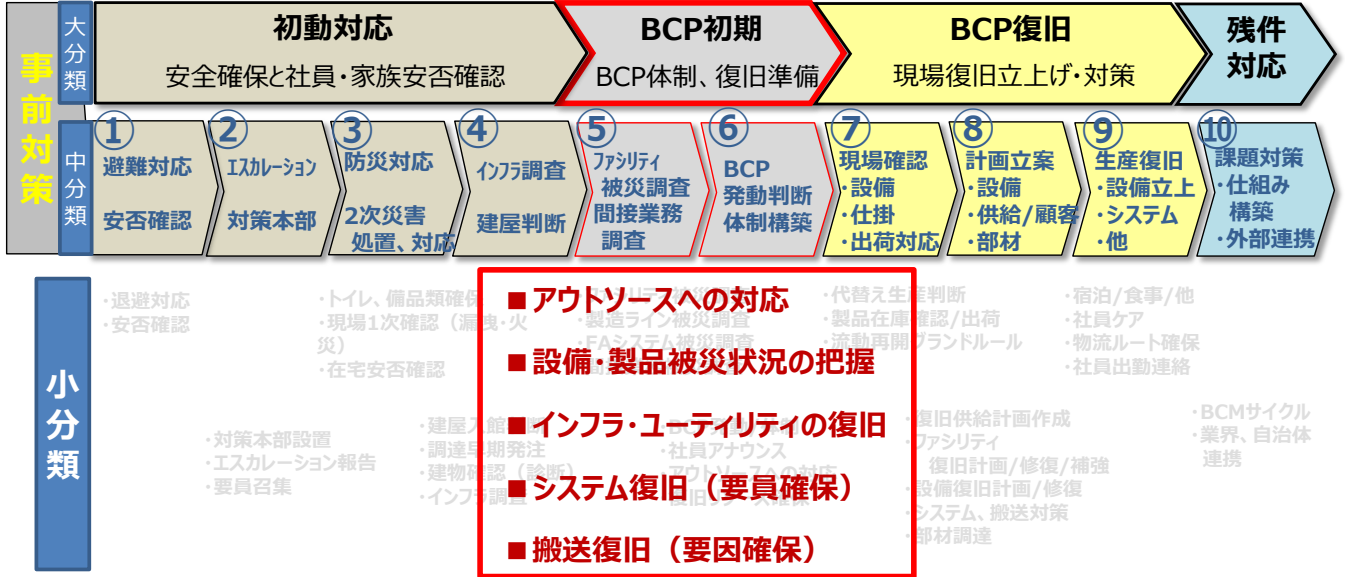 事前対策
大分類
初動対応
安全確保と社員・家族安否確認
BCP初期
BCP体制、復旧準備
BCP復旧
現場復旧立上げ・対策
残件
対応
中分類
①
避難対応
安否確認
②
エスカレーション
対策本部
③
防災対応
2次災害
処置、対応
④
インフラ調査
建屋判断
⑤
ファシリティ
被災調査
間接業務
調査
⑥
BCP
発動判断
体制構築
⑦
現場確認
・設備
・仕掛
・出荷対応
⑧
計画立案
・設備
・供給/顧客
・部材
⑨
生産復旧
・設備立上
・システム
・他
⑩
課題対策
・仕組み
構築
・外部連携
小分類
・退避対応
・安否確認
・対策本部設置
・エスカレーション報告
・要員召集
・トイレ、備品類確保
・現場1次確認（漏洩・火
災）
・在宅安否確認
・建屋入館
・調達早期発注
・建物確認（診断）
・インフラ調査
■アウトソースへの対応
■設備・製品被災状況の把握
■インフラ・ユーティリティの復旧
■システム復旧（要員確保）
■搬送復旧（要因確保）
・製造ライン被災調査
・FAシステム被災調査
・社員アナウンス
・アウトソースへの対応
・代替え生産判断
・製品在庫確認/出荷
・流動再開グランドルール
・復旧供給計画作成
・ファシリティ
復旧計画/修復/補強
・設備復旧計画/修復
・システム、搬送対策
・部材調達
・宿泊/食事/他
・社員ケア
・物流ルート確保
・社員出勤連絡
・BCMサイクル
・業界、自治体
連携